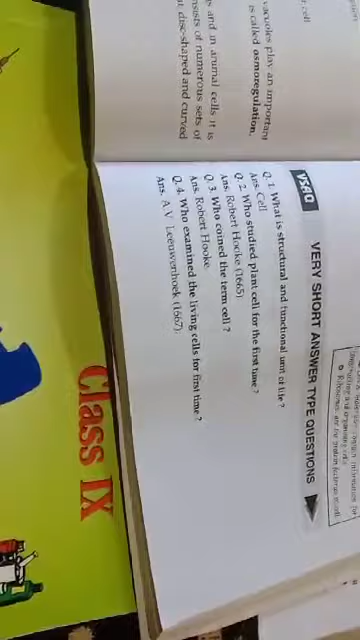 r cell
vacuoles play an important
is called osmoregulation.
s and in animal cells it is
nsists of numerous sets of
t disc-shaped and curved
VSAQ
VERY SHORT ANSWER TYPE QUESTIONS
Q. 1. What is structural and functional unit of life ?
Ans. Cell
Q. 2. Who studied plant cell for the first time ?
Ans. Robert Hooke (1665)
Q. 3. Who coined the term cell ?
Ans. Robert Hooke.
Q. 4. Who examined the living cells for first time ?
Ans. A.V. Leeuwenhoek (1667).
Class IX